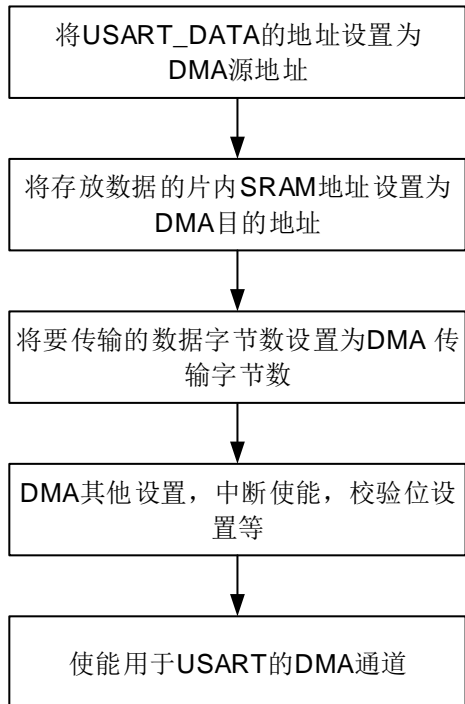 将USART_DATA的地址设置为
DMA源地址
将存放数据的片内SRAM地址设置为
DMA目的地址
将要传输的数据字节数设置为DMA 传
输字节数
DMA其他设置，中断使能，校验位设
置等
使能用于USART的DMA通道